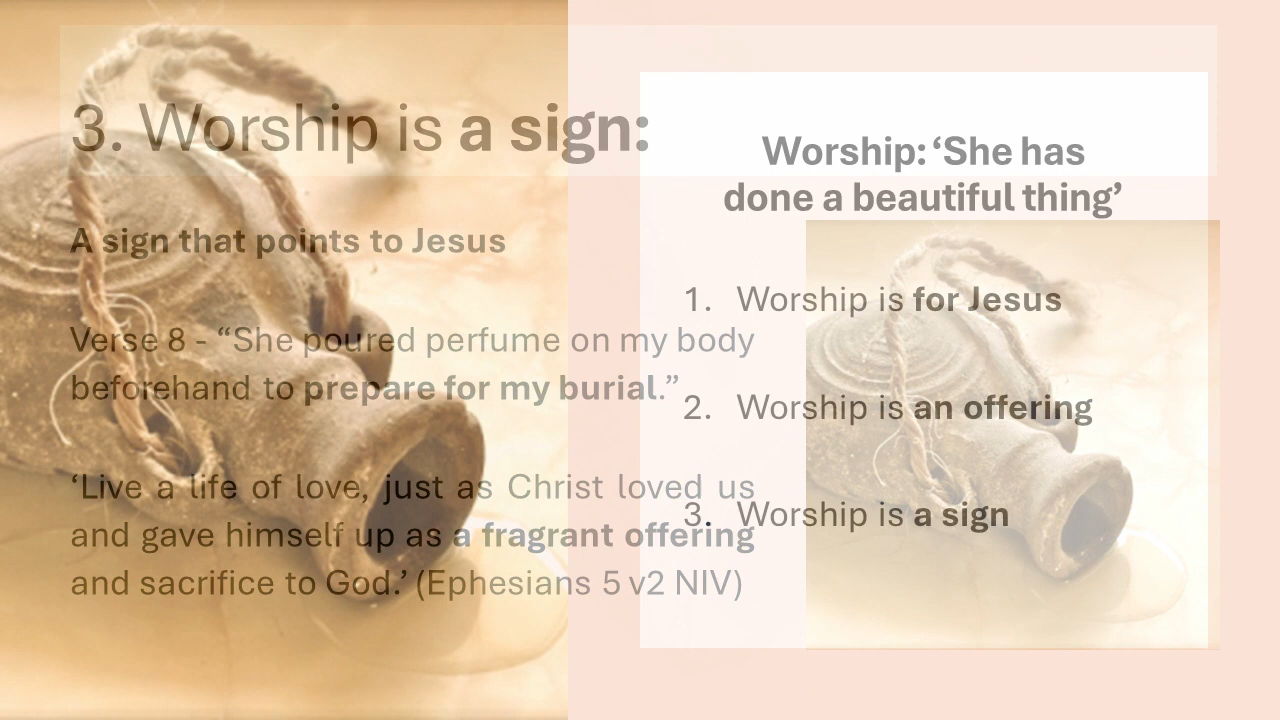 3. Worship is a sign:
A sign that points to Jesus
Verse 8 - “She poured perfume on my body
beforehand to prepare for my burial.”
‘Live a life of love, just as Christ loved us
and gave himself up as a fragrant offering
and sacrifice to God.’ (Ephesians 5 v2 NIV)
Worship: ‘She has
done a beautiful thing’
1. Worship is for Jesus
2. Worship is an offering
3. Worship is a sign